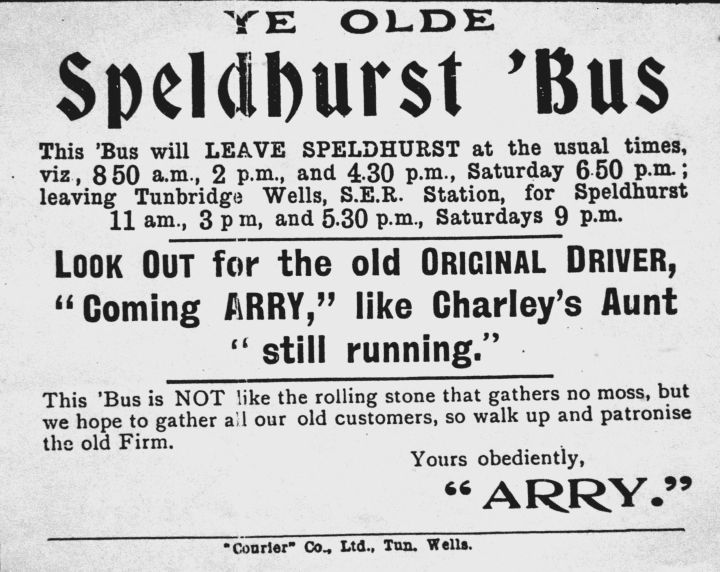 YE OLDE
Speldhurst 'Bus
This 'Bus will LEAVE SPELDHURST at the usual times,
viz., 8 50 a.m., 2 p.m., and 4.30 p.m., Saturday 6.50 p.m.;
leaving Tunbridge Wells, S.E.R. Station, for Speldhurst
11 am., 3 p m, and 5.30 p.m., Saturdays 9 p.m.
LOOK OUT for the old ORIGINAL DRIVER,
"Coming ARRY," like Charley's Aunt
"still running."
This 'Bus is NOT like the rolling stone that gathers no moss, but
we hope to gather all our old customers, so walk up and patronise
the old Firm.
Yours obediently,
"ARRY."
"Courier" Co., Ltd., Tun. Wells.